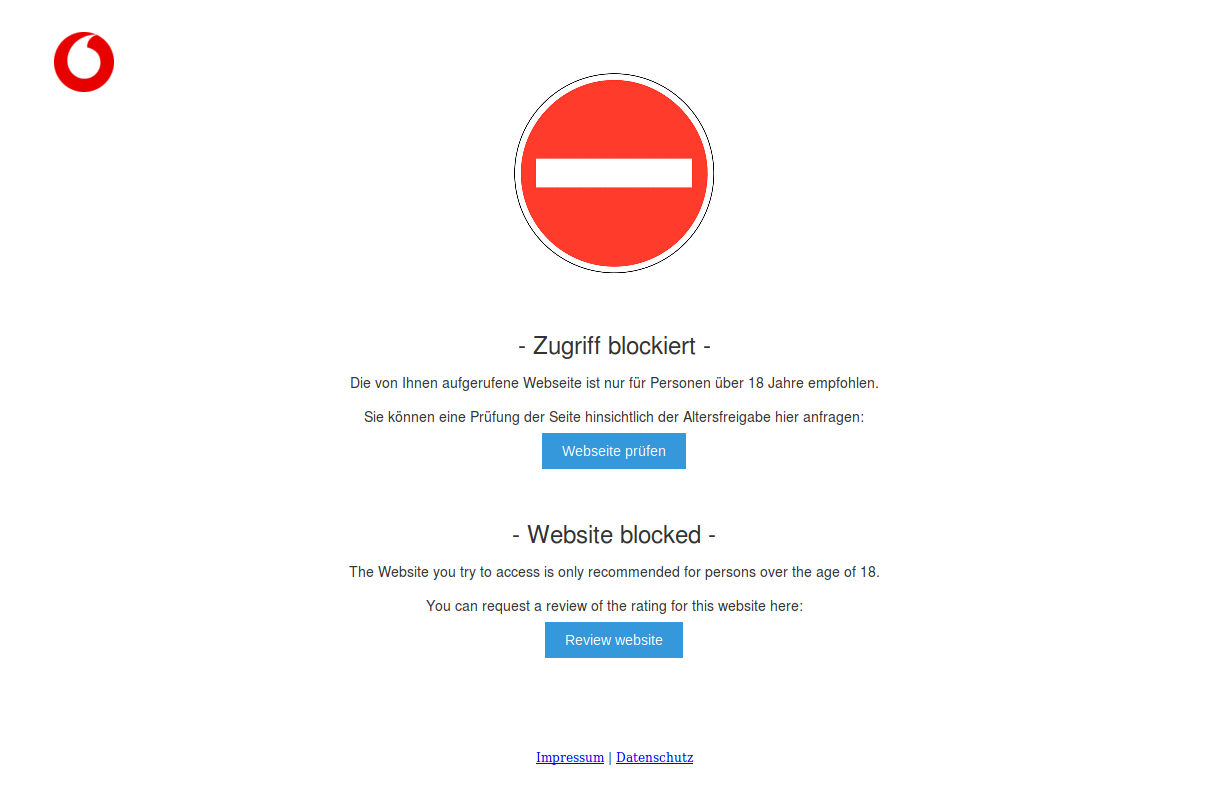 - Zugriff blockiert -
Die von Ihnen aufgerufene Webseite ist nur für Personen über 18 Jahre empfohlen.
Sie können eine Prüfung der Seite hinsichtlich der Altersfreigabe hier anfragen:
Webseite prüfen
- Website blocked -
The Website you try to access is only recommended for persons over the age of 18.
You can request a review of the rating for this website here:
Review website
Impressum | Datenschutz